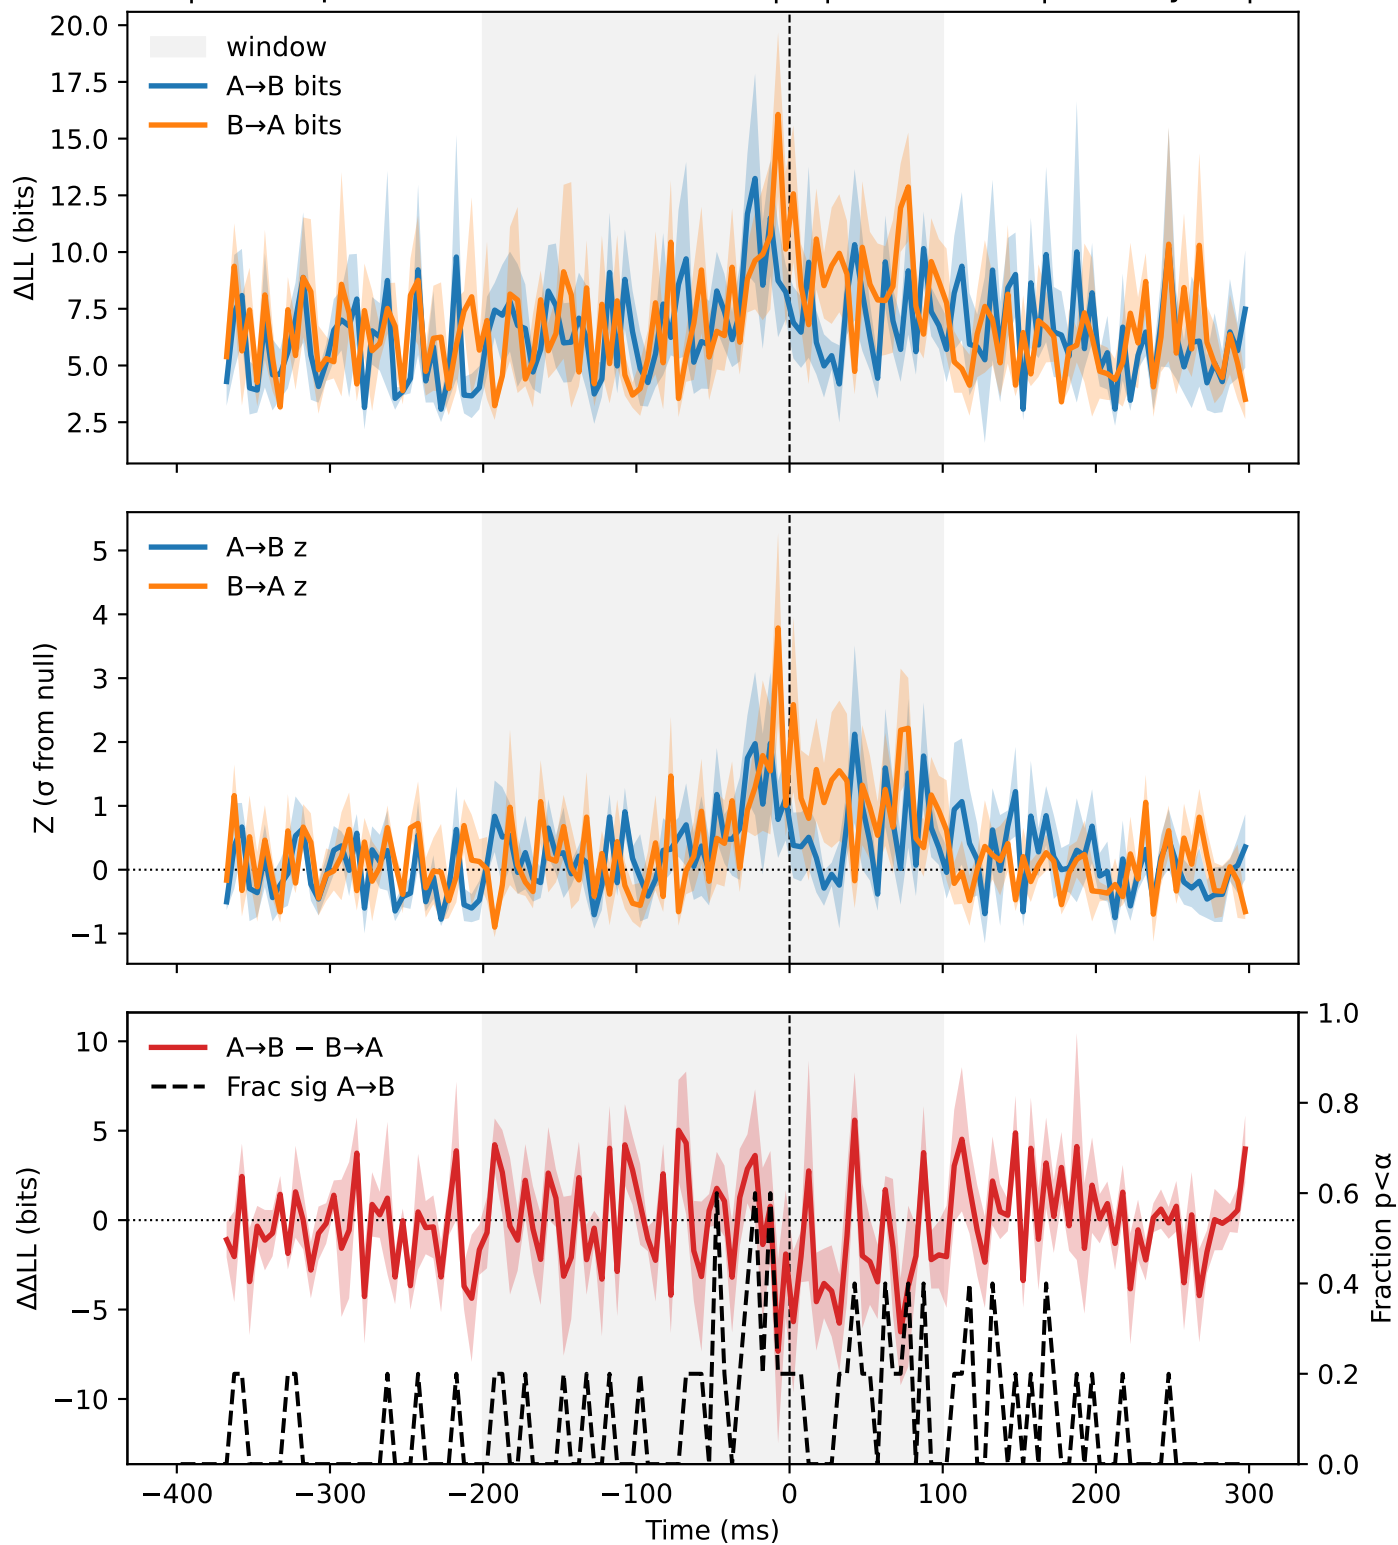 20.0
17.5
15.0
12.5
10.0
7.5
5.0
2.5
ΔLL (bits)
window
A→B bits
B→A bits
5
4
3
2
1
0
−1
Z (σ from null)
A→B z
B→A z
10
5
0
−5
−10
ΔΔLL (bits)
A→B − B→A
Frac sig A→B
1.0
0.8
0.6
0.4
0.2
0.0
Fraction p<α
−400 −300 −200 −100 0 100 200 300
Time (ms)